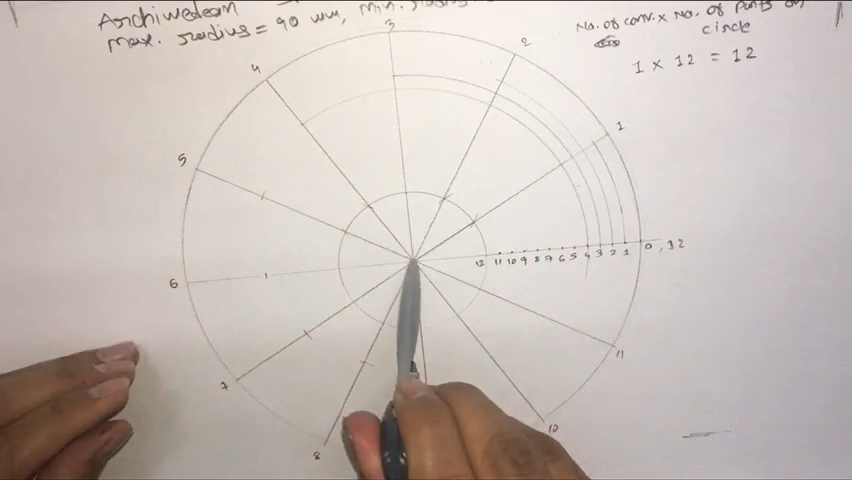 Archimedean
max. radius = 90 mm, min.
No. of conv. x No. of parts on
circle
1 x 12 = 12
3
2
4
1
5
0, 12
12 11 10 9 8 7 6 5 4 3 2 1
6
11
7
10
8